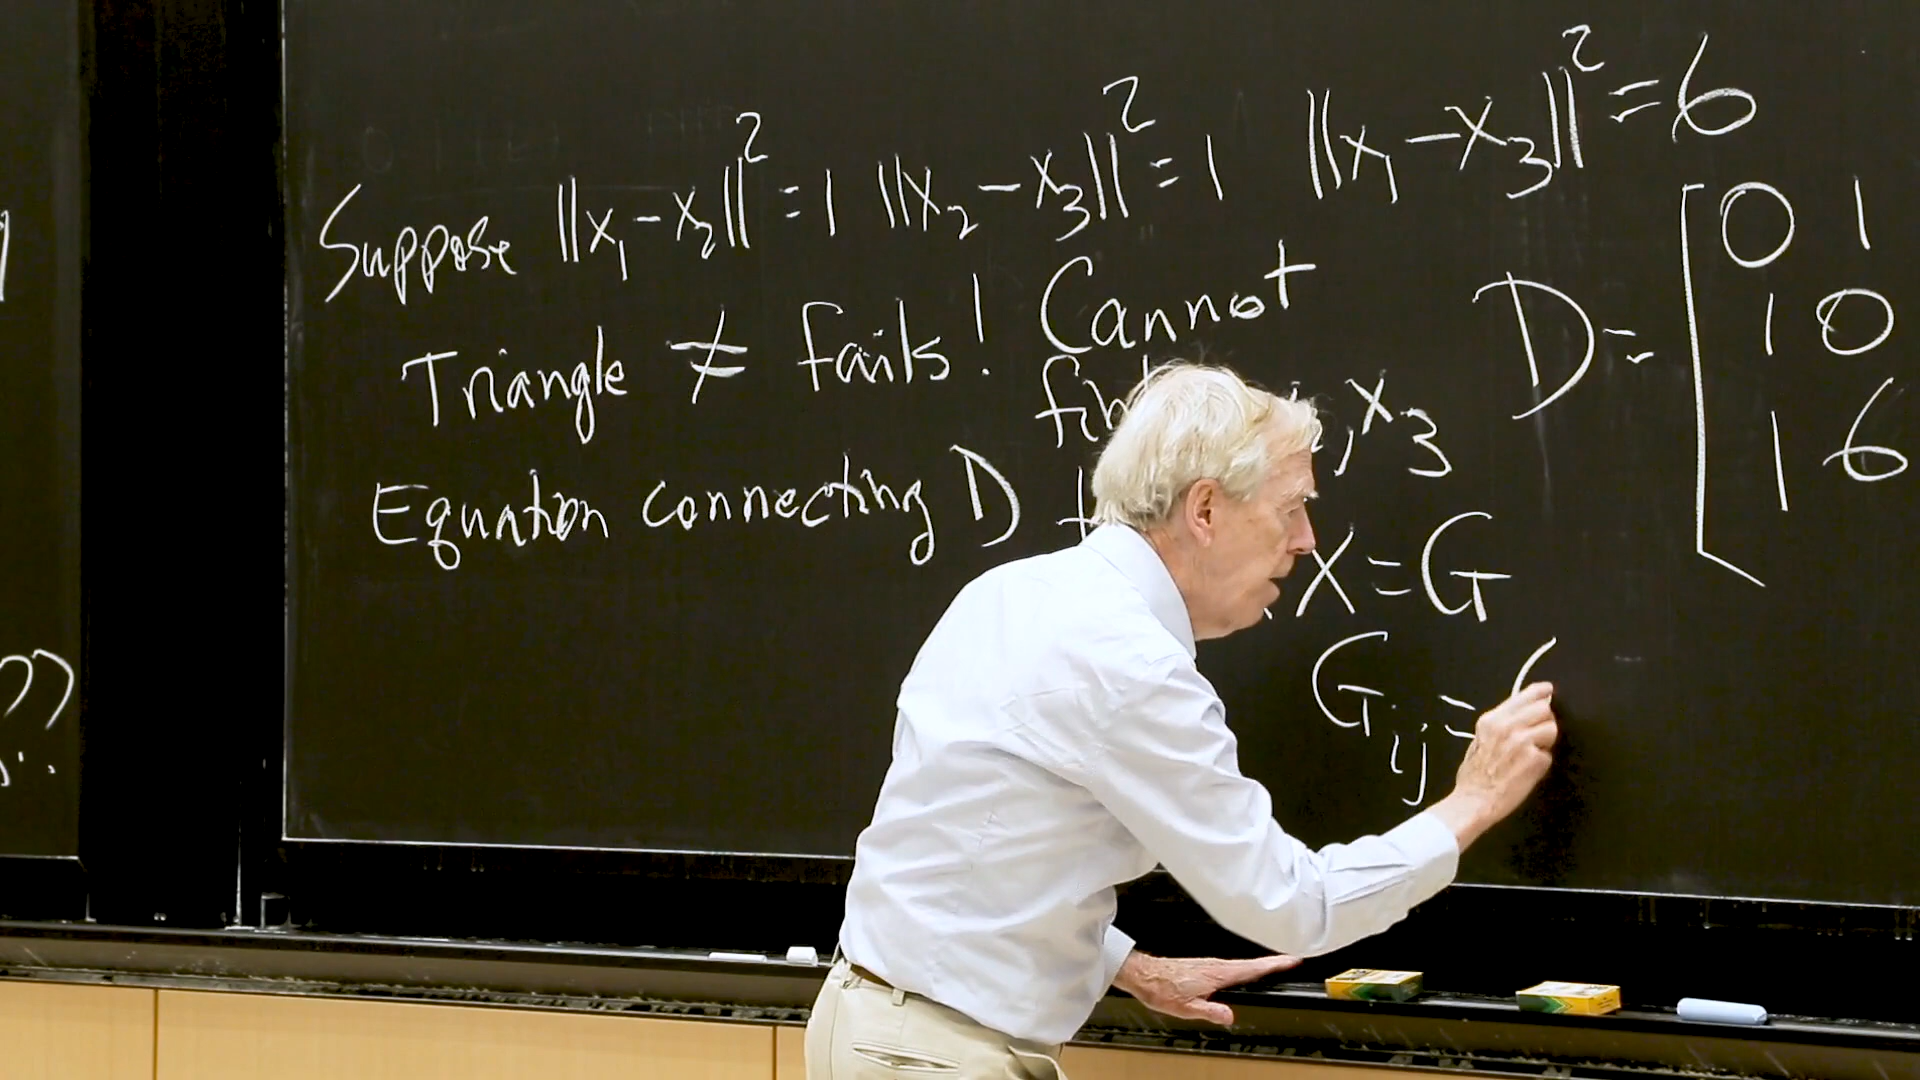 Suppose ||x₁-x₂||²=1 ||x₂-x₃||²=1 ||x₁-x₃||²=6
Triangle ≠ fails! Cannot
,x₃
D= [0 1
1 0
1 6
Equation connecting D
X=G
G_ij=(
??